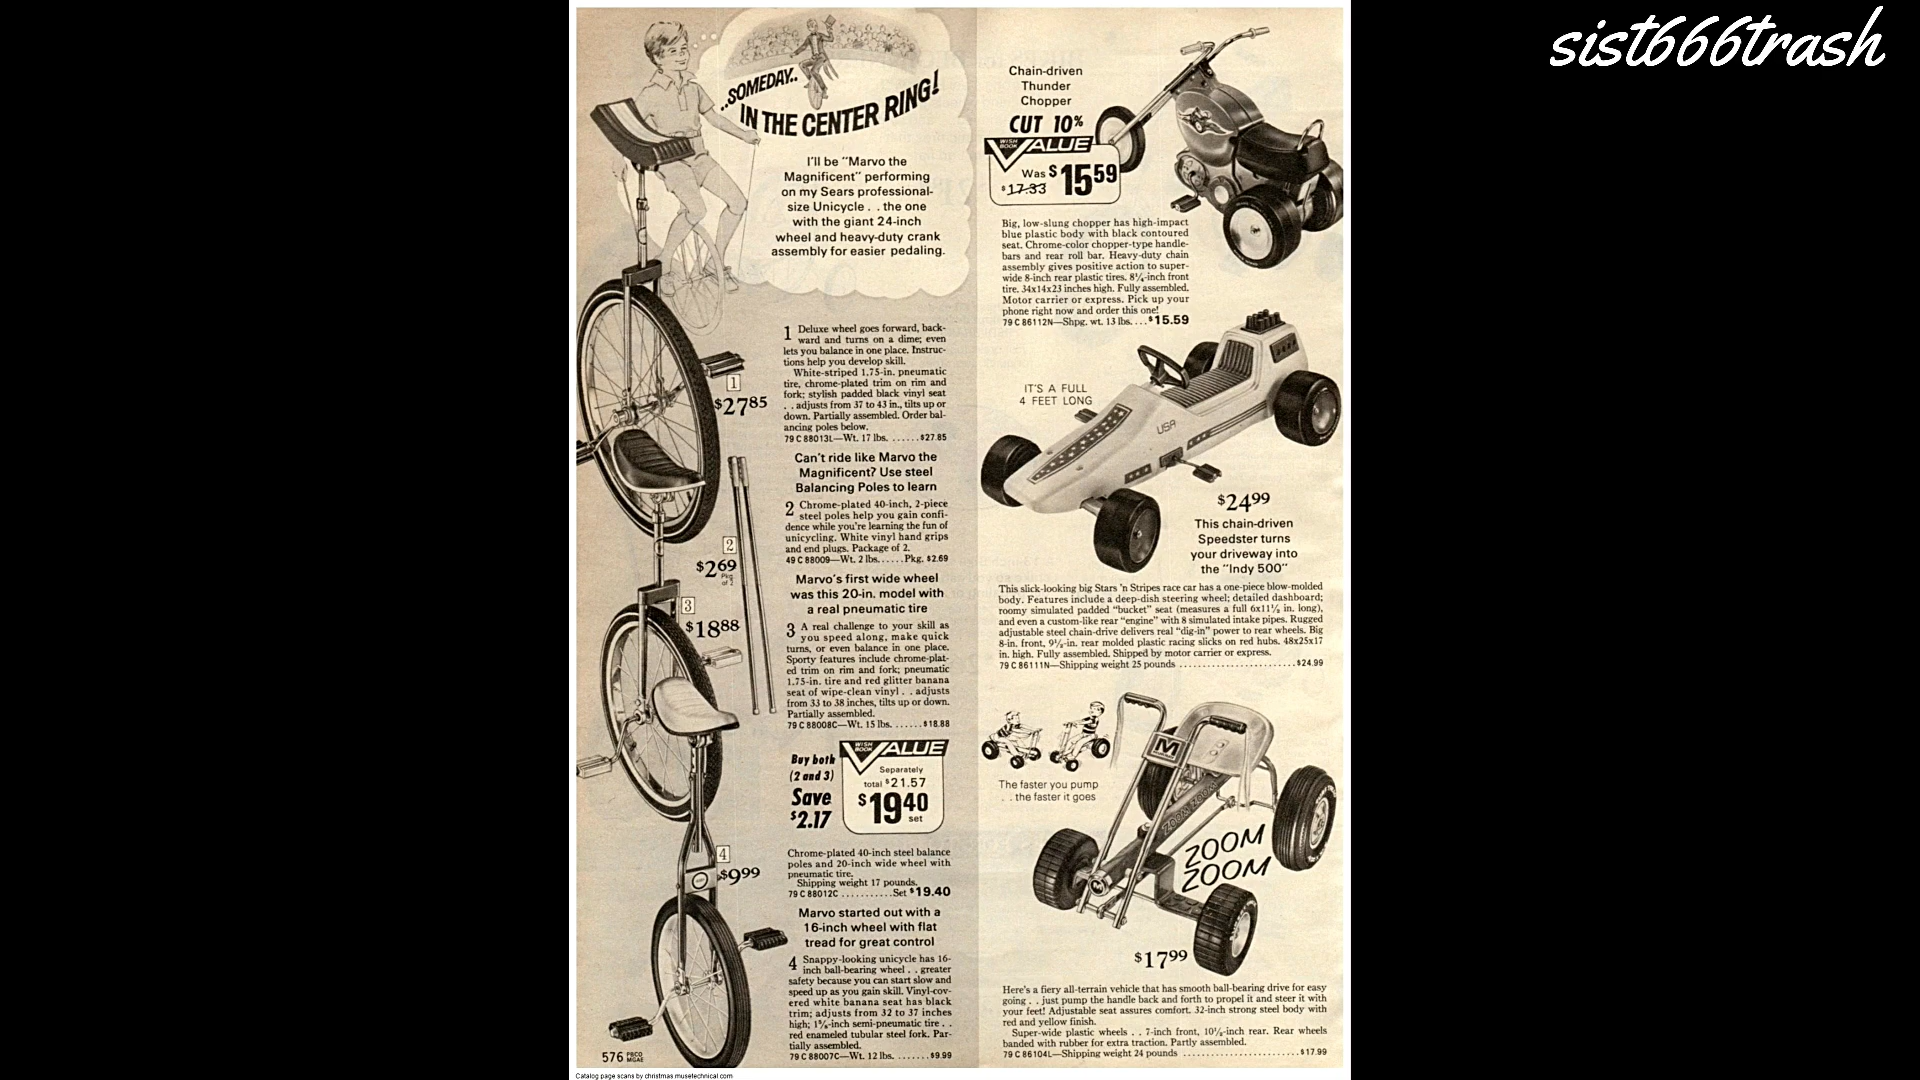 sist666trash
..SOMEDAY..
IN THE CENTER RING!
I'll be "Marvo the
Magnificent" performing
on my Sears professional-
size Unicycle . . the one
with the giant 24-inch
wheel and heavy-duty crank
assembly for easier pedaling.
1 Deluxe wheel goes forward, back-
ward and turns on a dime; even
lets you balance in one place. Instruc-
tions help you develop skill.
White-striped 1.75-in. pneumatic
tire, chrome-plated trim on rim and
fork; stylish padded black vinyl seat
. . adjusts from 37 to 43 in., tilts up or
down. Partially assembled. Order bal-
ancing poles below.
79 C 88013L—Wt. 17 lbs. ......$27.85
1
$27.85
Can't ride like Marvo the
Magnificent? Use steel
Balancing Poles to learn
2 Chrome-plated 40-inch, 2-piece
steel poles help you gain confi-
dence while you're learning the fun of
unicycling. White vinyl hand grips
and end plugs. Package of 2.
49 C 88009—Wt. 2 lbs......Pkg. $2.69
2
$2.69
Pkg.
of 2
Marvo's first wide wheel
was this 20-in. model with
a real pneumatic tire
3 A real challenge to your skill as
you speed along, make quick
turns, or even balance in one place.
Sporty features include chrome-plat-
ed trim on rim and fork; pneumatic
1.75-in. tire and red glitter banana
seat of wipe-clean vinyl . . adjusts
from 33 to 38 inches, tilts up or down.
Partially assembled.
79 C 88008C—Wt. 15 lbs. ......$18.88
3
$18.88
Buy both
(2 and 3)
Save
$2.17
WISH BOOK VALUE
Separately
total $21.57
$19.40
set
Chrome-plated 40-inch steel balance
poles and 20-inch wide wheel with
pneumatic tire.
Shipping weight 17 pounds.
79 C 88012C...........Set $19.40
Marvo started out with a
16-inch wheel with flat
tread for great control
4 Snappy-looking unicycle has 16-
inch ball-bearing wheel . . greater
safety because you can start slow and
speed up as you gain skill. Vinyl-cov-
ered white banana seat has black
trim; adjusts from 32 to 37 inches
high; 1⅝-inch semi-pneumatic tire . .
red enameled tubular steel fork. Par-
tially assembled.
79 C 88007C—Wt. 12 lbs. .......$9.99
4
$9.99
576 PBCO
MGAE
Chain-driven
Thunder
Chopper
CUT 10%
WISH BOOK VALUE
Was $17.33
$15.59
Big, low-slung chopper has high-impact
blue plastic body with black contoured
seat. Chrome-color chopper-type handle-
bars and rear roll bar. Heavy-duty chain
assembly gives positive action to super-
wide 8-inch rear plastic tires. 8¼-inch front
tire. 34x14x23 inches high. Fully assembled.
Motor carrier or express. Pick up your
phone right now and order this one!
79 C 86112N—Shpg. wt. 13 lbs....$15.59
IT'S A FULL
4 FEET LONG
USA
$24.99
This chain-driven
Speedster turns
your driveway into
the "Indy 500"
This slick-looking big Stars 'n Stripes race car has a one-piece blow-molded
body. Features include a deep-dish steering wheel; detailed dashboard;
roomy simulated padded "bucket" seat (measures a full 6x11½ in. long),
and even a custom-like rear "engine" with 8 simulated intake pipes. Rugged
adjustable steel chain-drive delivers real "dig-in" power to rear wheels. Big
8-in. front, 9½-in. rear molded plastic racing slicks on red hubs. 48x25x17
in. high. Fully assembled. Shipped by motor carrier or express.
79 C 86111N—Shipping weight 25 pounds ..........................$24.99
The faster you pump
. . the faster it goes
M
ZOOM ZOOM
ZOOM
ZOOM
$17.99
Here's a fiery all-terrain vehicle that has smooth ball-bearing drive for easy
going . . just pump the handle back and forth to propel it and steer it with
your feet! Adjustable seat assures comfort. 32-inch strong steel body with
red and yellow finish.
Super-wide plastic wheels . . 7-inch front, 10½-inch rear. Rear wheels
banded with rubber for extra traction. Partly assembled.
79 C 86104L—Shipping weight 24 pounds ..........................$17.99
Catalog page scans by christmas.musetechnical.com